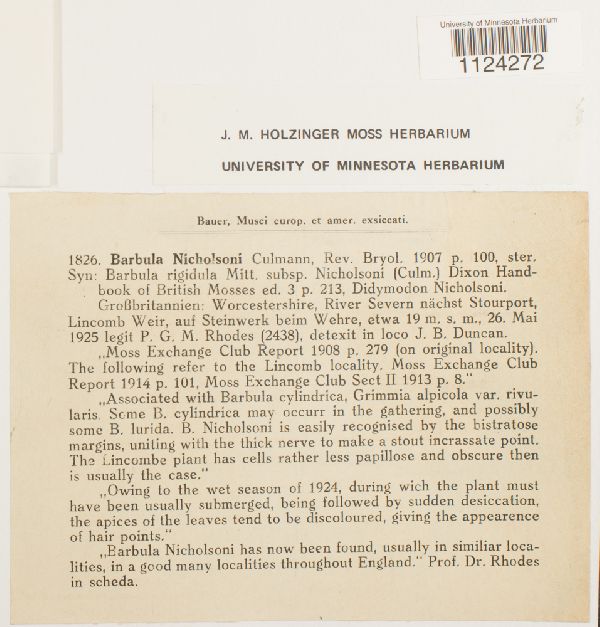 University of Minnesota Herbarium
1124272
J. M. HOLZINGER MOSS HERBARIUM
UNIVERSITY OF MINNESOTA HERBARIUM
Bauer, Musci europ. et amer. exsiccati.
1826. Barbula Nicholsoni Culmann, Rev. Bryol. 1907 p. 100, ster.
Syn: Barbula rigidula Mitt. subsp. Nicholsoni (Culm.) Dixon Hand-
book of British Mosses ed. 3 p. 213, Didymodon Nicholsoni.
Großbritannien: Worcestershire, River Severn nächst Stourport,
Lincomb Weir, auf Steinwerk beim Wehre, etwa 19 m. s. m., 26. Mai
1925 legit P. G. M. Rhodes (2438), detexit in loco J. B. Duncan.
„Moss Exchange Club Report 1908 p. 279 (on original locality).
The following refer to the Lincomb locality. Moss Exchange Club
Report 1914 p. 101, Moss Exchange Club Sect II 1913 p. 8."
„Associated with Barbula cylindrica, Grimmia alpicola var. rivu-
laris. Some B. cylindrica may occurr in the gathering, and possibly
some B. lurida. B. Nicholsoni is easily recognised by the bistratose
margins, uniting with the thick nerve to make a stout incrassate point.
The Lincombe plant has cells rather less papillose and obscure then
is usually the case."
„Owing to the wet season of 1924, during wich the plant must
have been usually submerged, being followed by sudden desiccation,
the apices of the leaves tend to be discoloured, giving the appearence
of hair points."
„Barbula Nicholsoni has now been found, usually in similiar loca-
lities, in a good many localities throughout England." Prof. Dr. Rhodes
in scheda.